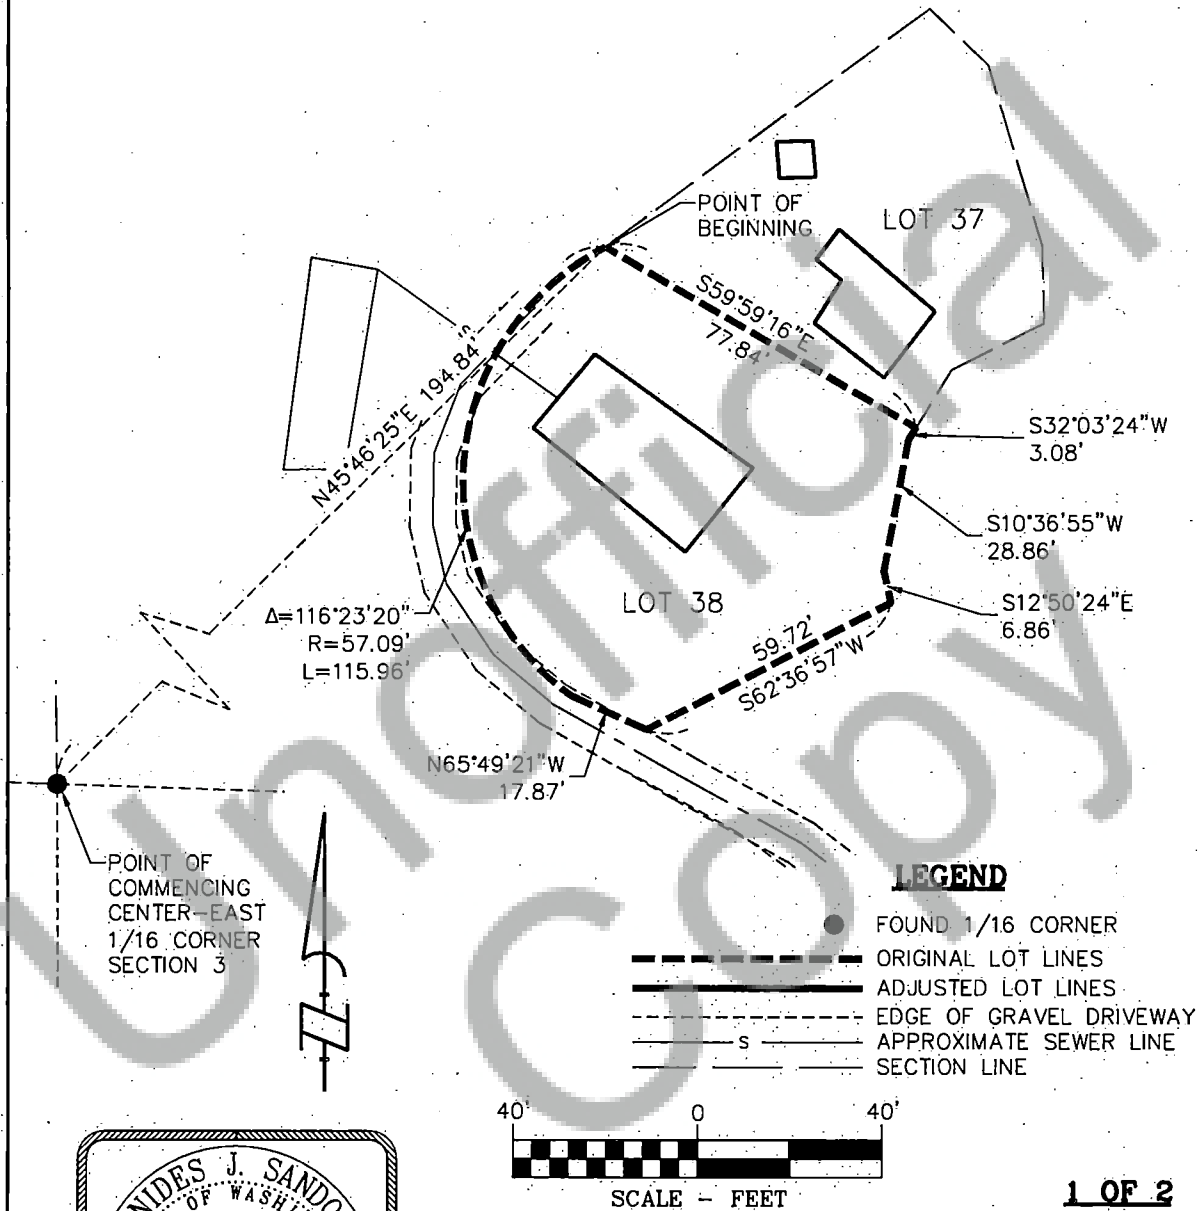 POINT OF
BEGINNING
LOT 37
S59°59'16"E
77.84'
S
N45°46'25"E 194.84'
S32°03'24"W
3.08'
S10°36'55"W
28.86'
S12°50'24"E
6.86'
LOT 38
Δ=116°23'20"
R=57.09'
L=115.96'
59.72'
S62°36'57"W
N65°49'21"W
17.87'
POINT OF
COMMENCING
CENTER-EAST
1/16 CORNER
SECTION 3
N
LEGEND
FOUND 1/16 CORNER
ORIGINAL LOT LINES
ADJUSTED LOT LINES
EDGE OF GRAVEL DRIVEWAY
S APPROXIMATE SEWER LINE
SECTION LINE
40' 0 40'
SCALE - FEET
NIDES J. SANDO
OF WASHI
1 OF 2
Unofficial
Copy